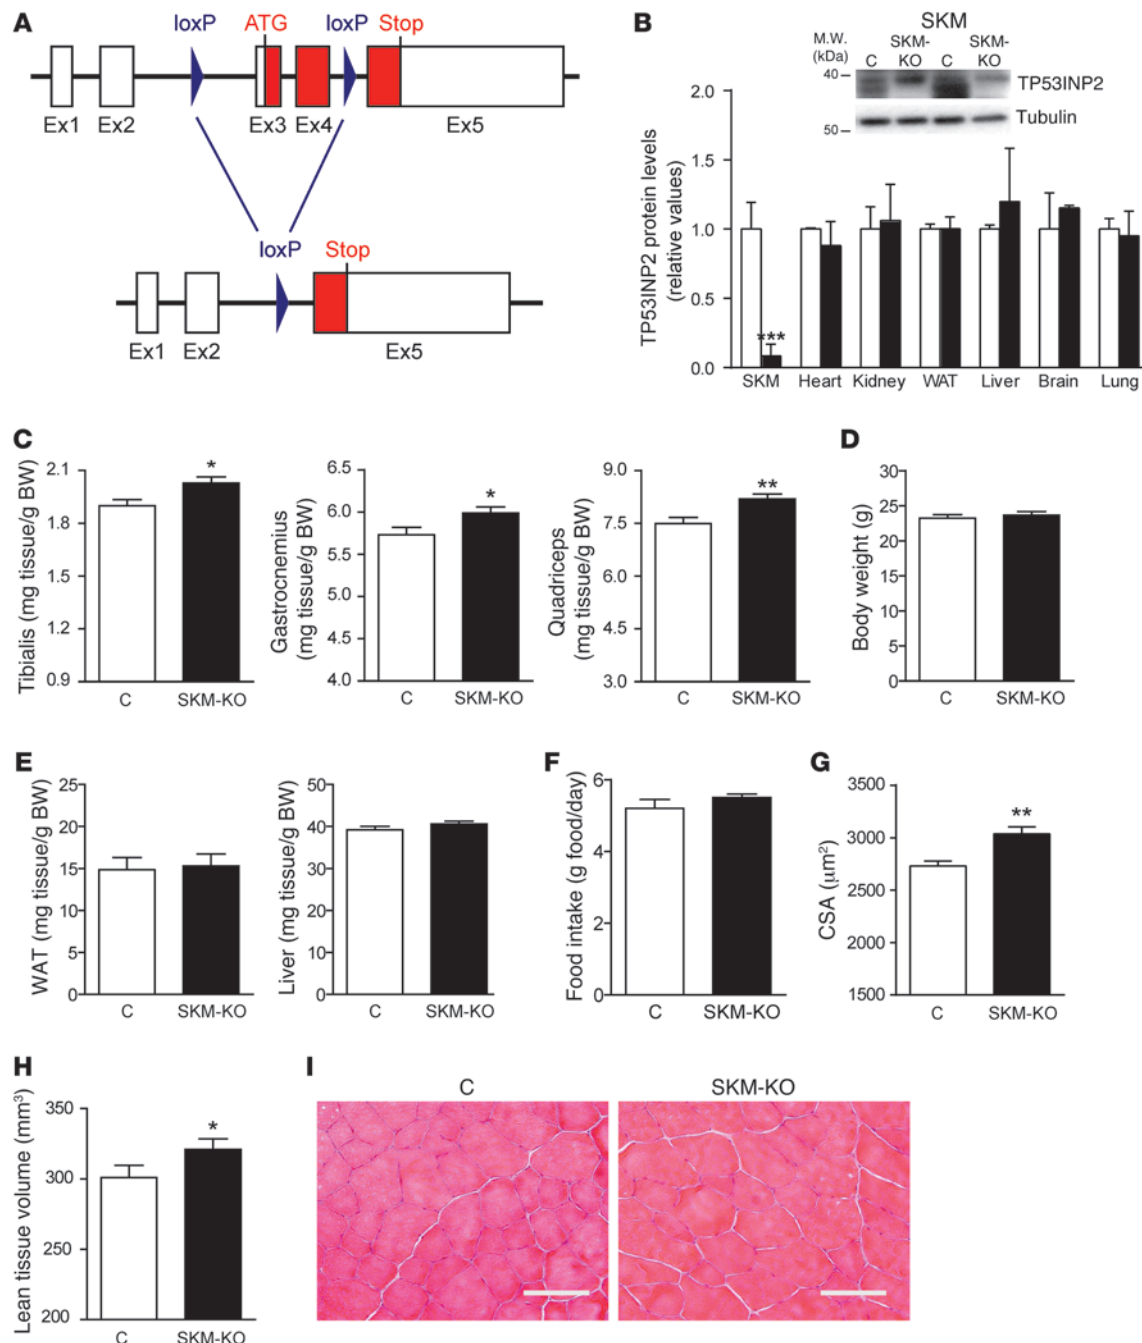 A
loxP ATG loxP Stop
Ex1 Ex2 Ex3 Ex4 Ex5
loxP Stop
Ex1 Ex2 Ex5
B
SKM
M.W. (kDa) C SKM-KO C SKM-KO
40 TP53INP2
50 Tubulin
TP53INP2 protein levels
(relative values)
2.0
1.5
1.0
0.5
0.0
***
SKM Heart Kidney WAT Liver Brain Lung
C
Tibialis (mg tissue/g BW)
2.1
1.8
1.5
1.2
0.9
*
C SKM-KO
Gastrocnemius
(mg tissue/g BW)
6.5
6.0
5.5
5.0
4.5
4.0
*
C SKM-KO
Quadriceps
(mg tissue/g BW)
9.0
7.5
6.0
4.5
3.0
**
C SKM-KO
D
Body weight (g)
30
25
20
15
10
5
0
C SKM-KO
E
WAT (mg tissue/g BW)
25
20
15
10
5
0
C SKM-KO
Liver (mg tissue/g BW)
50
40
30
20
10
0
C SKM-KO
F
Food intake (g food/day)
6
4
2
0
C SKM-KO
G
CSA (µm²)
3500
3000
2500
2000
1500
**
C SKM-KO
H
Lean tissue volume (mm³)
350
300
250
200
*
C SKM-KO
I
C SKM-KO